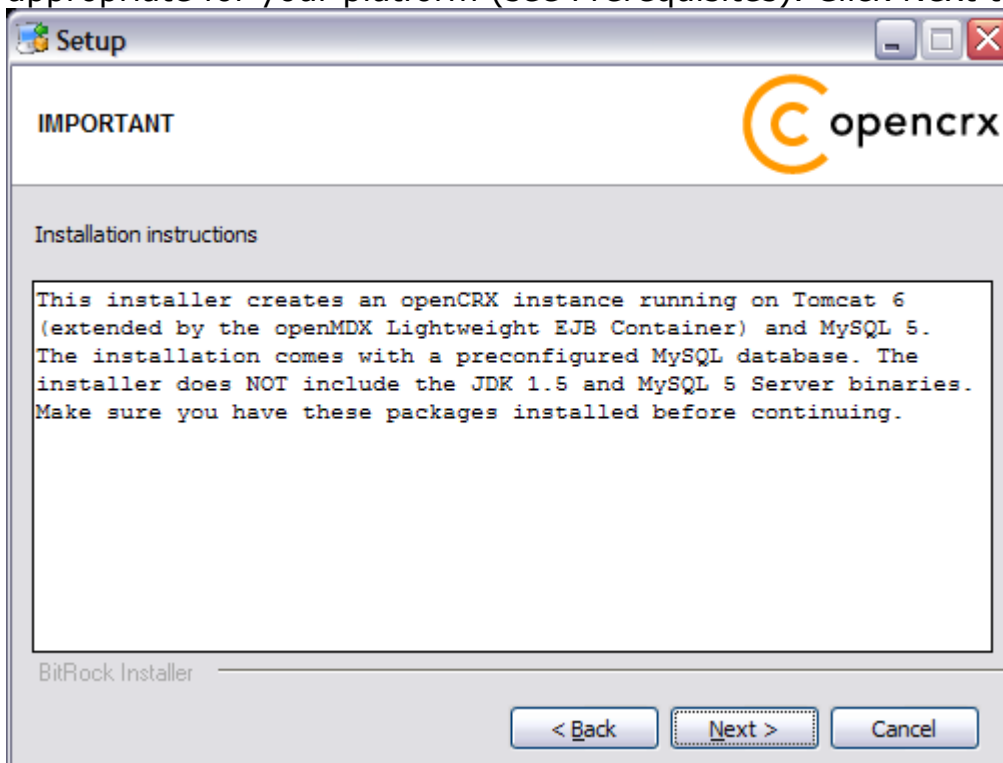 appropriate for your platform (see Prerequisites). Click Next t
Setup
IMPORTANT
opencrx
Installation instructions
This installer creates an openCRX instance running on Tomcat 6
(extended by the openMDX Lightweight EJB Container) and MySQL 5.
The installation comes with a preconfigured MySQL database. The
installer does NOT include the JDK 1.5 and MySQL 5 Server binaries.
Make sure you have these packages installed before continuing.
BitRock Installer
< Back Next > Cancel